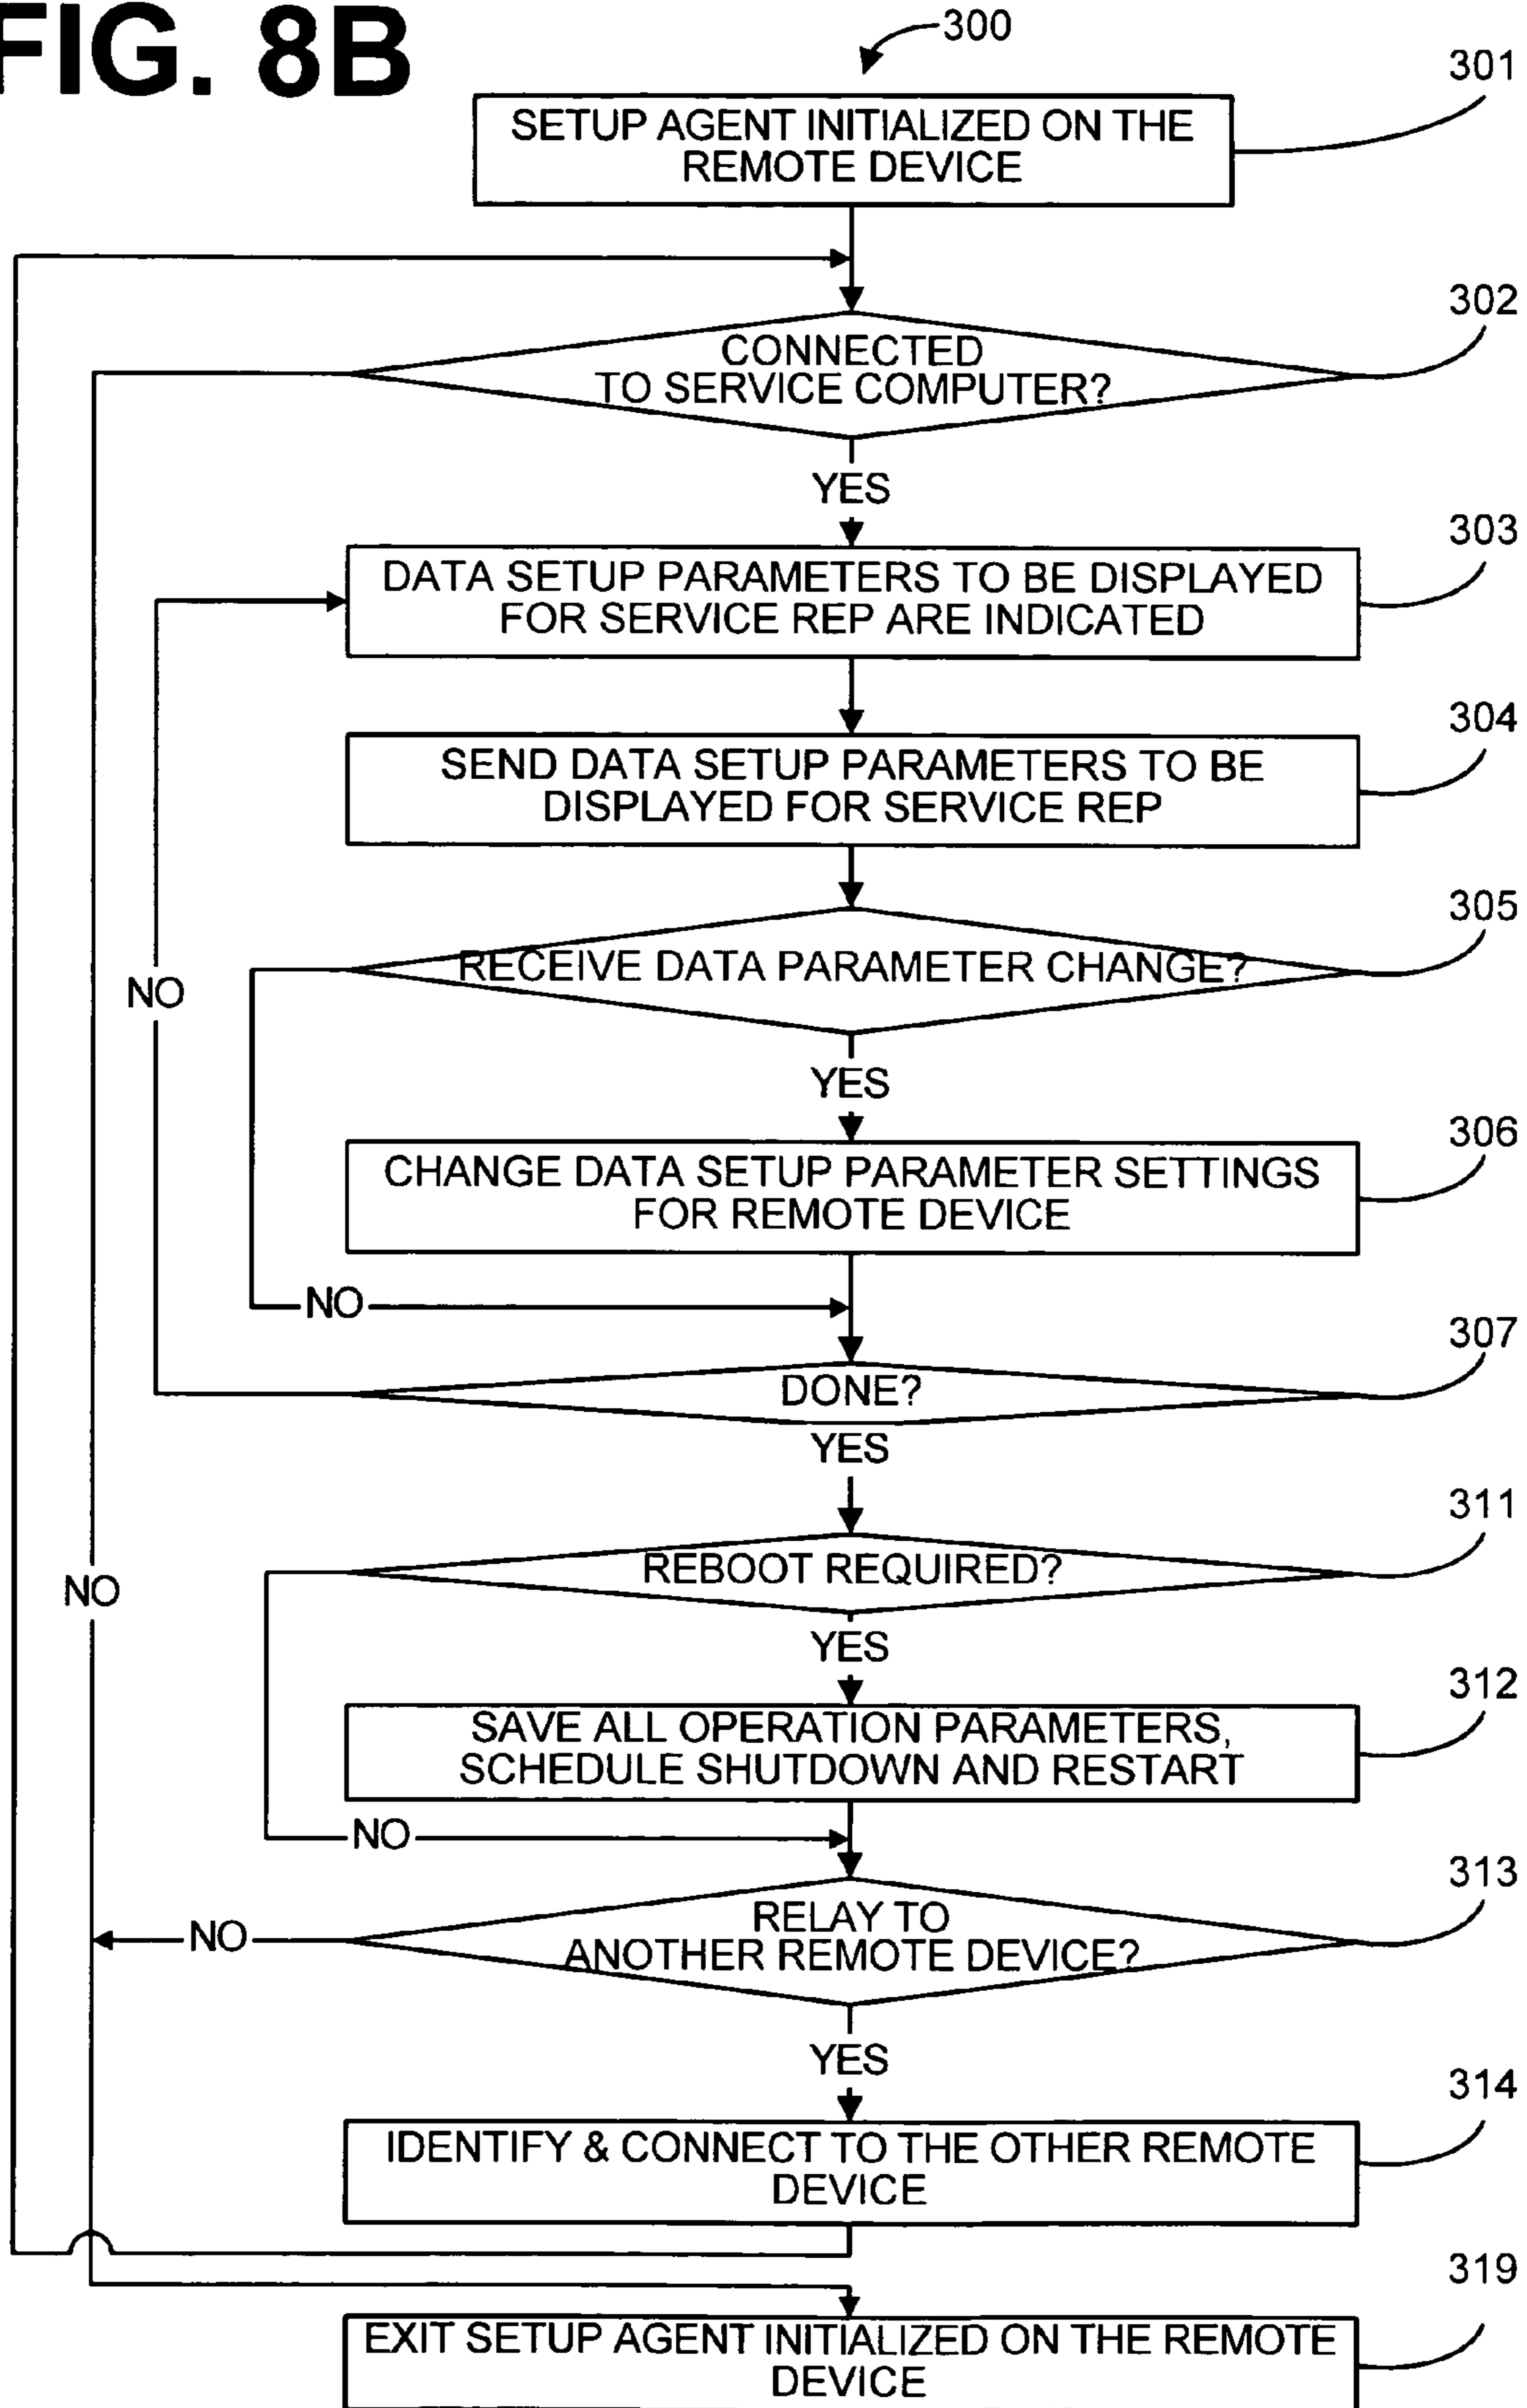 FIG. 8B
300
301
SETUP AGENT INITIALIZED ON THE
REMOTE DEVICE
302
CONNECTED
TO SERVICE COMPUTER?
YES
303
DATA SETUP PARAMETERS TO BE DISPLAYED
FOR SERVICE REP ARE INDICATED
304
SEND DATA SETUP PARAMETERS TO BE
DISPLAYED FOR SERVICE REP
305
RECEIVE DATA PARAMETER CHANGE?
NO
YES
306
CHANGE DATA SETUP PARAMETER SETTINGS
FOR REMOTE DEVICE
NO
307
DONE?
YES
311
REBOOT REQUIRED?
NO
YES
312
SAVE ALL OPERATION PARAMETERS,
SCHEDULE SHUTDOWN AND RESTART
NO
313
RELAY TO
ANOTHER REMOTE DEVICE?
NO
YES
314
IDENTIFY & CONNECT TO THE OTHER REMOTE
DEVICE
319
EXIT SETUP AGENT INITIALIZED ON THE REMOTE
DEVICE